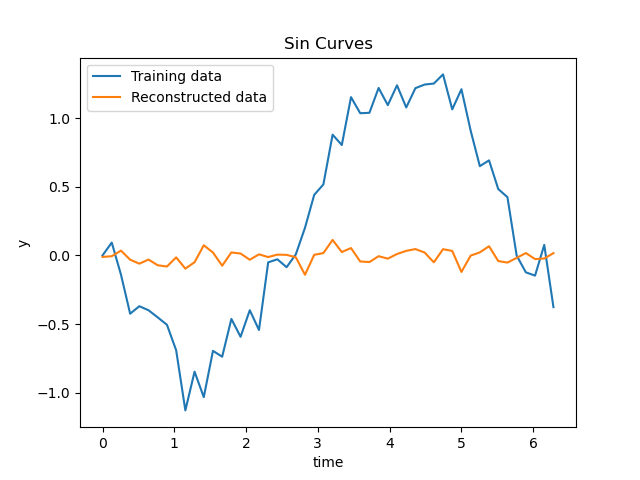 Sin Curves
Training data
Reconstructed data
1.0
0.5
0.0
−0.5
−1.0
y
0 1 2 3 4 5 6
time